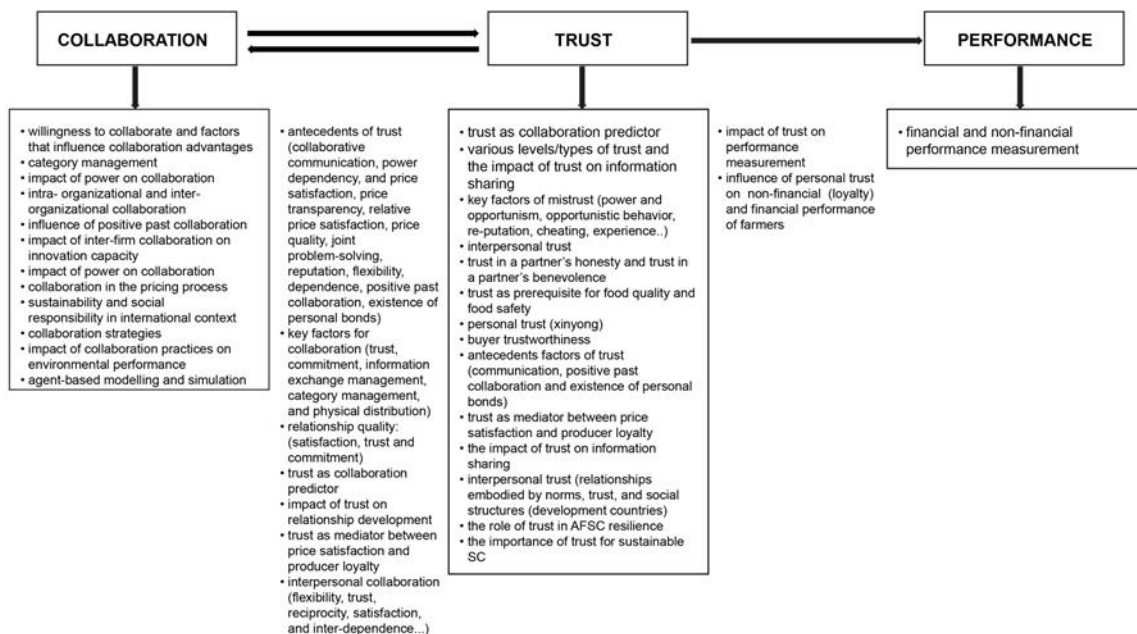 COLLABORATION
TRUST
PERFORMANCE
• willingness to collaborate and factors
that influence collaboration advantages
• category management
• impact of power on collaboration
• intra- organizational and inter-
organizational collaboration
• influence of positive past collaboration
• impact of inter-firm collaboration on
innovation capacity
• impact of power on collaboration
• collaboration in the pricing process
• sustainability and social
responsibility in international context
• collaboration strategies
• impact of collaboration practices on
environmental performance
• agent-based modelling and simulation
• antecedents of trust
(collaborative
communication, power
dependency, and price
satisfaction, price
transparency, relative
price satisfaction, price
quality, joint
problem-solving,
reputation, flexibility,
dependence, positive past
collaboration, existence of
personal bonds)
• key factors for
collaboration (trust,
commitment, information
exchange management,
category management,
and physical distribution)
• relationship quality:
(satisfaction, trust and
commitment)
• trust as collaboration
predictor
• impact of trust on
relationship development
• trust as mediator between
price satisfaction and
producer loyalty
• interpersonal collaboration
(flexibility, trust,
reciprocity, satisfaction,
and inter-dependence...)
• trust as collaboration predictor
• various levels/types of trust and
the impact of trust on information
sharing
• key factors of mistrust (power and
opportunism, opportunistic behavior,
re-putation, cheating, experience..)
• interpersonal trust
• trust in a partner's honesty and trust in
a partner's benevolence
• trust as prerequisite for food quality and
food safety
• personal trust (xinyong)
• buyer trustworthiness
• antecedents factors of trust
(communication, positive past
collaboration and existence of personal
bonds)
• trust as mediator between price
satisfaction and producer loyalty
• the impact of trust on information
sharing
• interpersonal trust (relationships
embodied by norms, trust, and social
structures (development countries)
• the role of trust in AFSC resilience
• the importance of trust for sustainable
SC
• impact of trust on
performance
measurement
• influence of personal trust
on non-financial (loyalty)
and financial performance
of farmers
• financial and non-financial
performance measurement